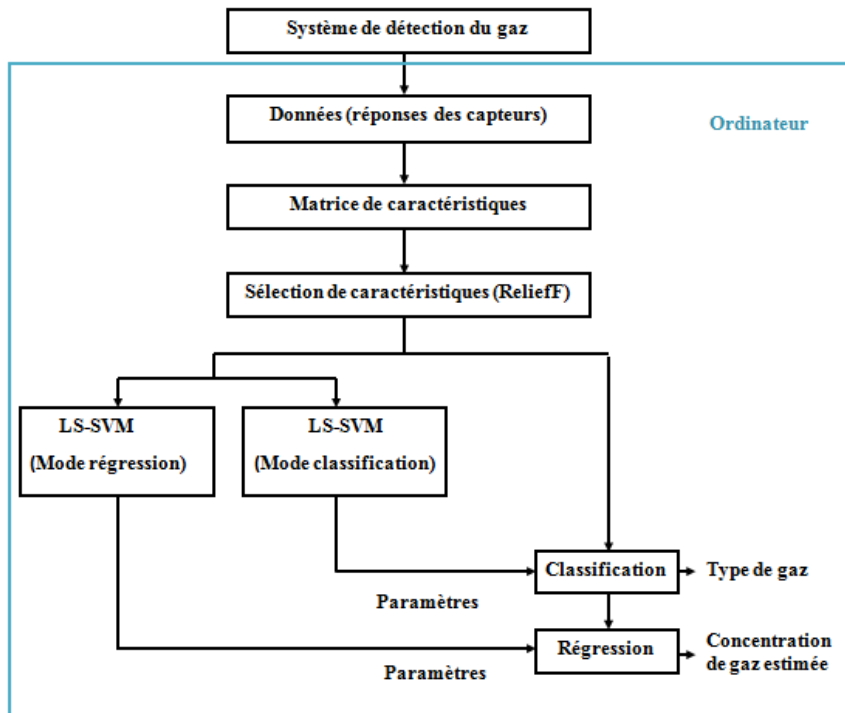 Système de détection du gaz
Données (réponses des capteurs)
Ordinateur
Matrice de caractéristiques
Sélection de caractéristiques (ReliefF)
LS-SVM
(Mode régression)
LS-SVM
(Mode classification)
Classification
Type de gaz
Paramètres
Régression
Concentration
de gaz estimée
Paramètres